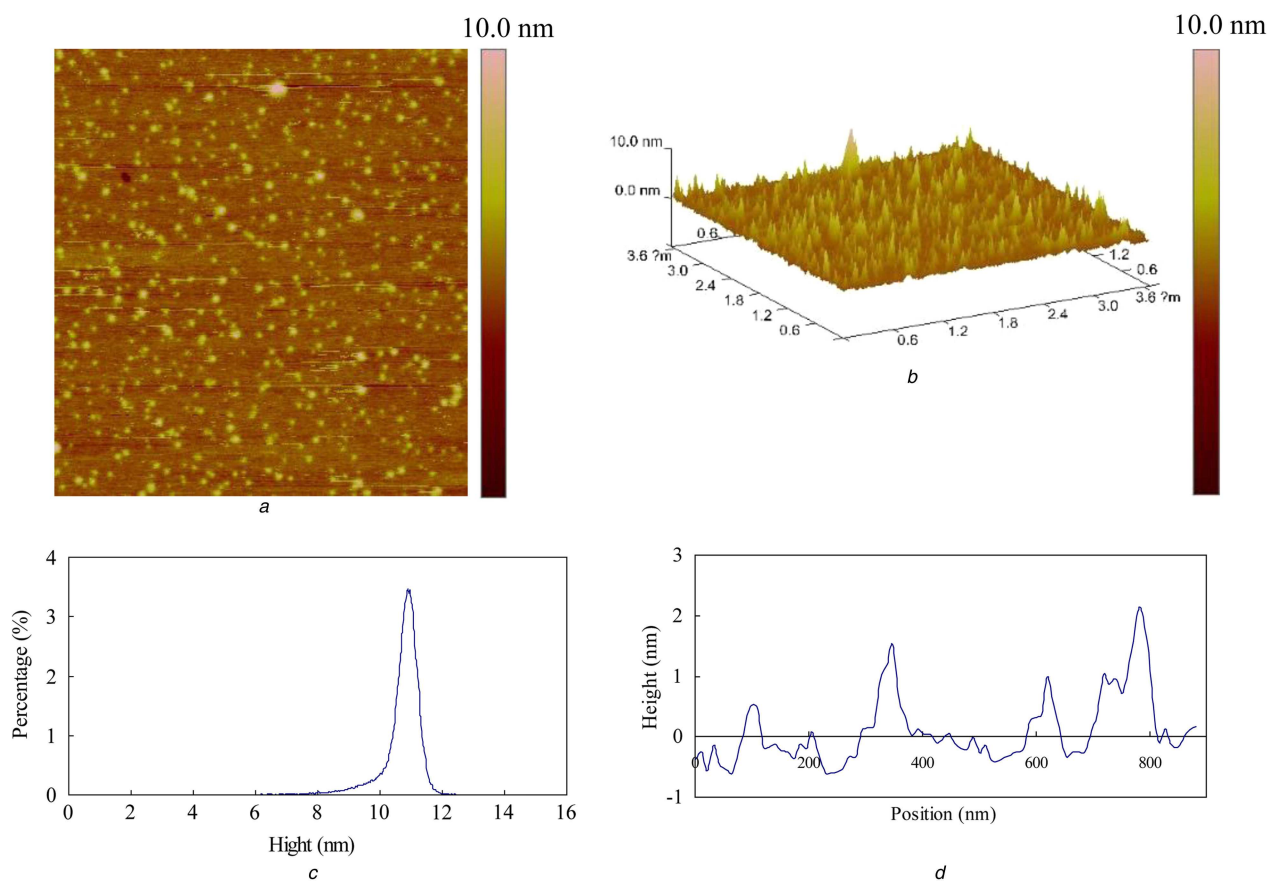 10.0 nm
10.0 nm
10.0 nm
0.0 nm
0.6
3.6 ?m
3.0
2.4
1.8
1.2
0.6
0.6
1.2
1.8
2.4
3.0
3.6 ?m
0.6
1.2
a
b
4
3
2
1
0
Percentage (%)
0
2
4
6
8
10
12
14
16
Hight (nm)
c
3
2
1
0
-1
Height (nm)
0
200
400
600
800
Position (nm)
d